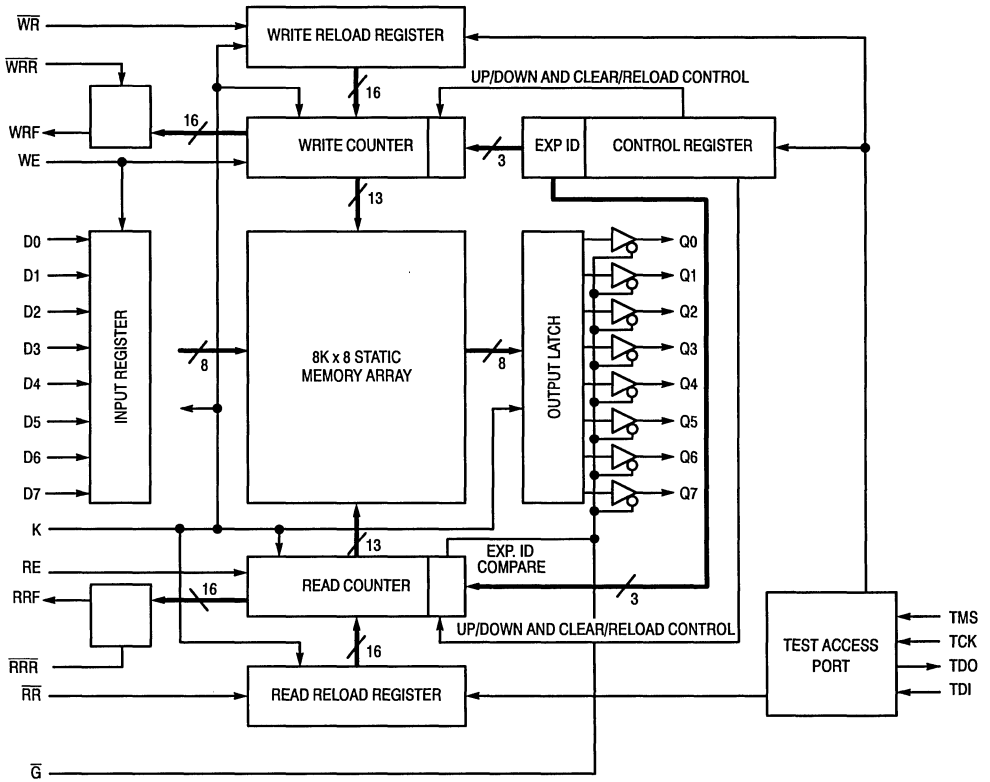 WR
WRITE RELOAD REGISTER
WRR
16
UP/DOWN AND CLEAR/RELOAD CONTROL
WRF
16
WRITE COUNTER
3
EXP ID
CONTROL REGISTER
WE
13
D0
D1
D2
D3
D4
D5
D6
D7
INPUT REGISTER
8
8K x 8 STATIC
MEMORY ARRAY
8
OUTPUT LATCH
Q0
Q1
Q2
Q3
Q4
Q5
Q6
Q7
K
13
EXP. ID
COMPARE
RE
READ COUNTER
RRF
16
3
UP/DOWN AND CLEAR/RELOAD CONTROL
16
RRR
RR
READ RELOAD REGISTER
TEST ACCESS
PORT
TMS
TCK
TDO
TDI
G